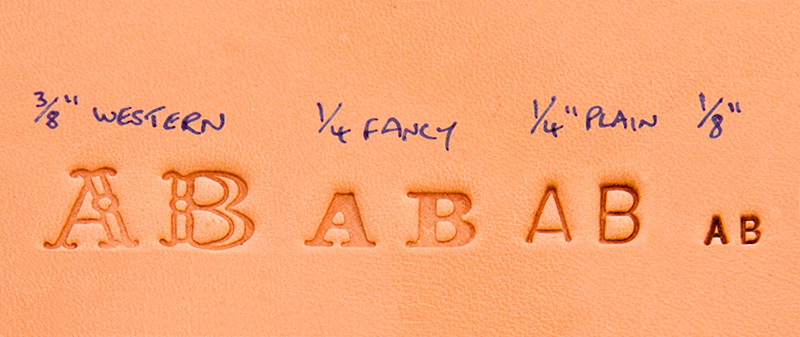 3/8" WESTERN 1/4 FANCY 1/4" PLAIN 1/8"
AB AB AB AB